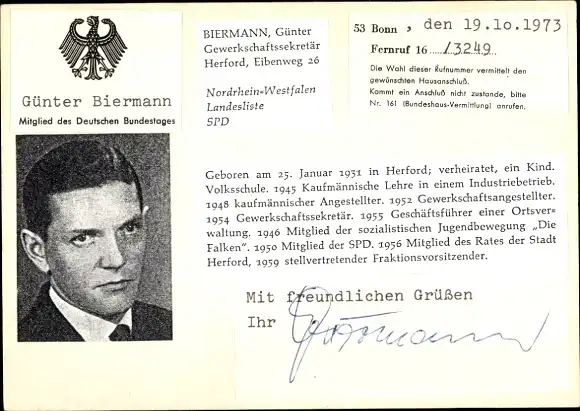 Günter Biermann
Mitglied des Deutschen Bundestages
BIERMANN, Günter
Gewerkschaftssekretär
Herford, Eibenweg 26
Nordrhein-Westfalen
Landesliste
SPD
53 Bonn, den 19.10.1973
Fernruf 16 /3249
Die Wahl dieser Rufnummer vermittelt den
gewünschten Hausanschluß.
Kommt ein Anschluß nicht zustande, bitte
Nr. 161 (Bundeshaus-Vermittlung) anrufen.
Geboren am 25. Januar 1931 in Herford; verheiratet, ein Kind.
Volksschule. 1945 Kaufmännische Lehre in einem Industriebetrieb.
1948 kaufmännischer Angestellter. 1952 Gewerkschaftsangestellter.
1954 Gewerkschaftssekretär. 1955 Geschäftsführer einer Ortsver-
waltung. 1946 Mitglied der sozialistischen Jugendbewegung „Die
Falken". 1950 Mitglied der SPD. 1956 Mitglied des Rates der Stadt
Herford, 1959 stellvertretender Fraktionsvorsitzender.
Mit freundlichen Grüßen
Ihr